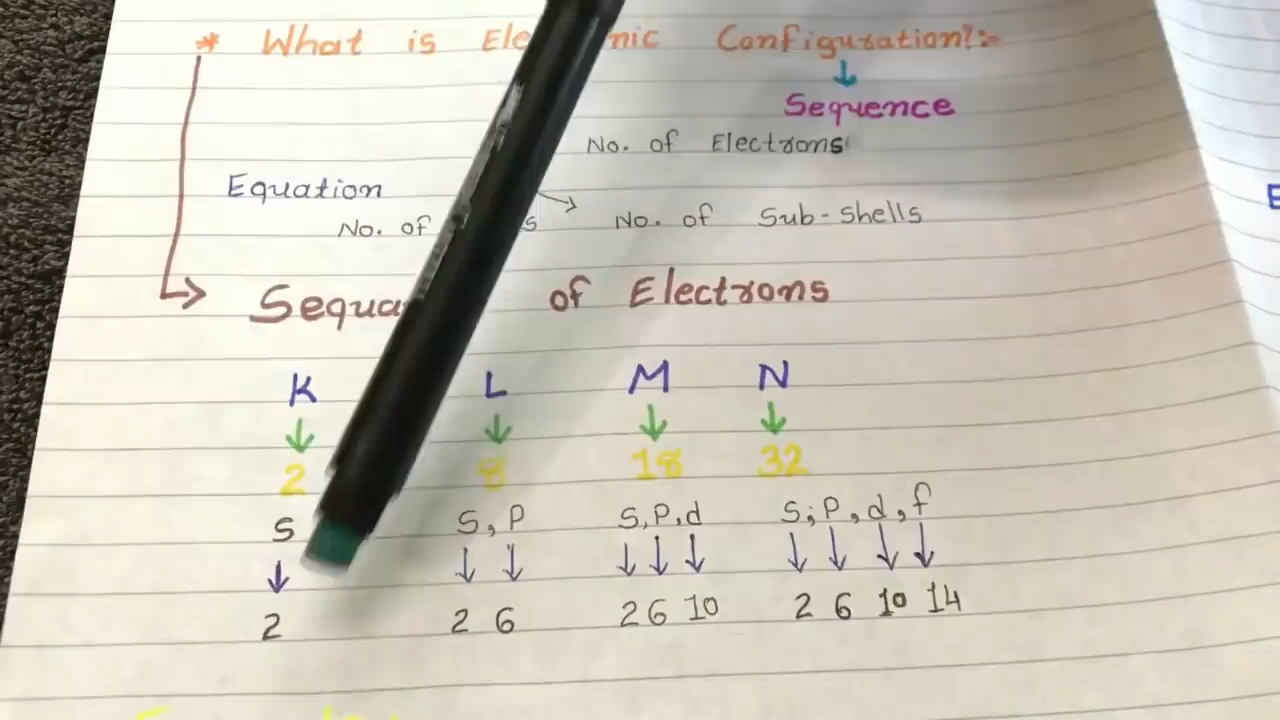 * What is Configuration?:-
↓
Sequence
No. of Electrons
Equation
No. of → No. of Sub-shells
of Electrons
K L M N
↓ ↓ ↓ ↓
2 8 18 32
S S, P S, P, d S, P, d, f
↓ ↓ ↓ ↓ ↓ ↓ ↓ ↓ ↓ ↓
2 2 6 2 6 10 2 6 10 14